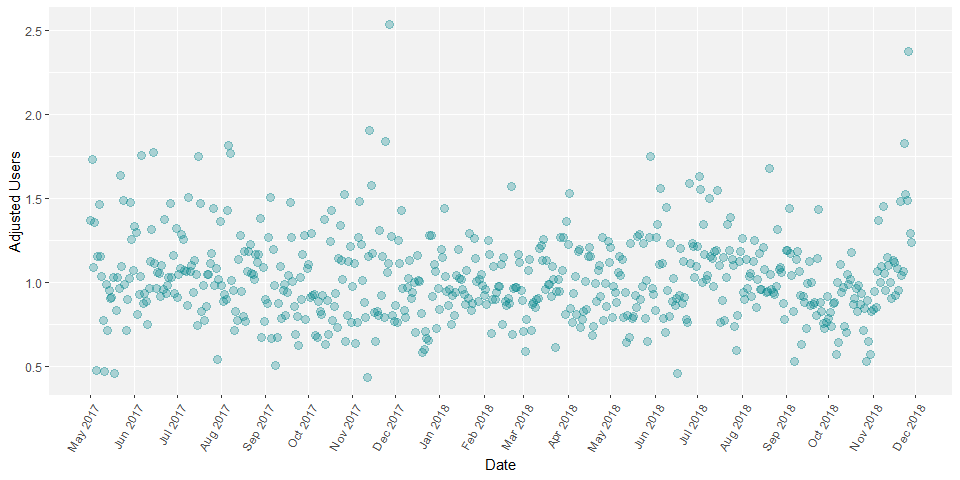 2.5
2.0
1.5
1.0
0.5
Adjusted Users
May 2017
Jun 2017
Jul 2017
Aug 2017
Sep 2017
Oct 2017
Nov 2017
Dec 2017
Jan 2018
Feb 2018
Mar 2018
Apr 2018
May 2018
Jun 2018
Jul 2018
Aug 2018
Sep 2018
Oct 2018
Nov 2018
Dec 2018
Date